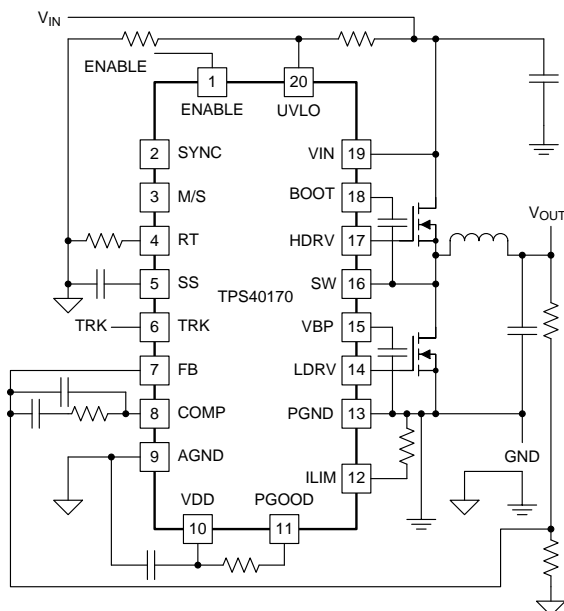 VIN
ENABLE
1
20
ENABLE
UVLO
2 SYNC
VIN 19
3 M/S
BOOT 18
4 RT
HDRV 17
VOUT
5 SS
SW 16
TPS40170
TRK 6 TRK
VBP 15
7 FB
LDRV 14
8 COMP
PGND 13
9 AGND
GND
ILIM 12
VDD
PGOOD
10
11